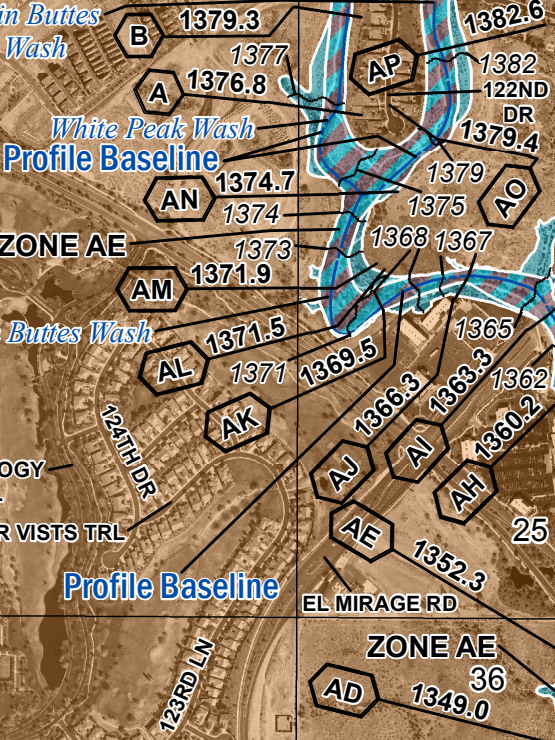 in Buttes
Wash
B
1379.3
1382.6
AP
1377
1382
A
1376.8
122ND
DR
White Peak Wash
Profile Baseline
1379.4
1379
AN
1374.7
1375
AO
1374
ZONE AE
1373
1368
1367
AM
1371.9
Buttes Wash
1371.5
1365
AL
1371
1369.5
1363.3
1362
1366.3
AK
1360.2
124TH DR
AI
AJ
OGY
AH
R VISTS TRL
AE
25
1352.3
Profile Baseline
EL MIRAGE RD
ZONE AE
123RD LN
36
AD
1349.0